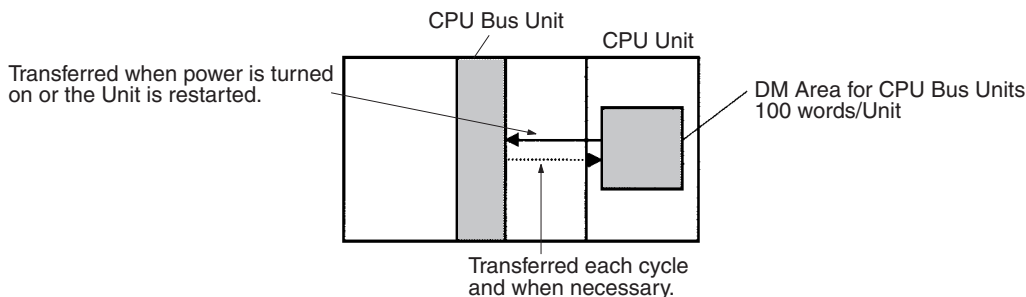 CPU Bus Unit
CPU Unit
Transferred when power is turned
on or the Unit is restarted.
DM Area for CPU Bus Units
100 words/Unit
Transferred each cycle
and when necessary.